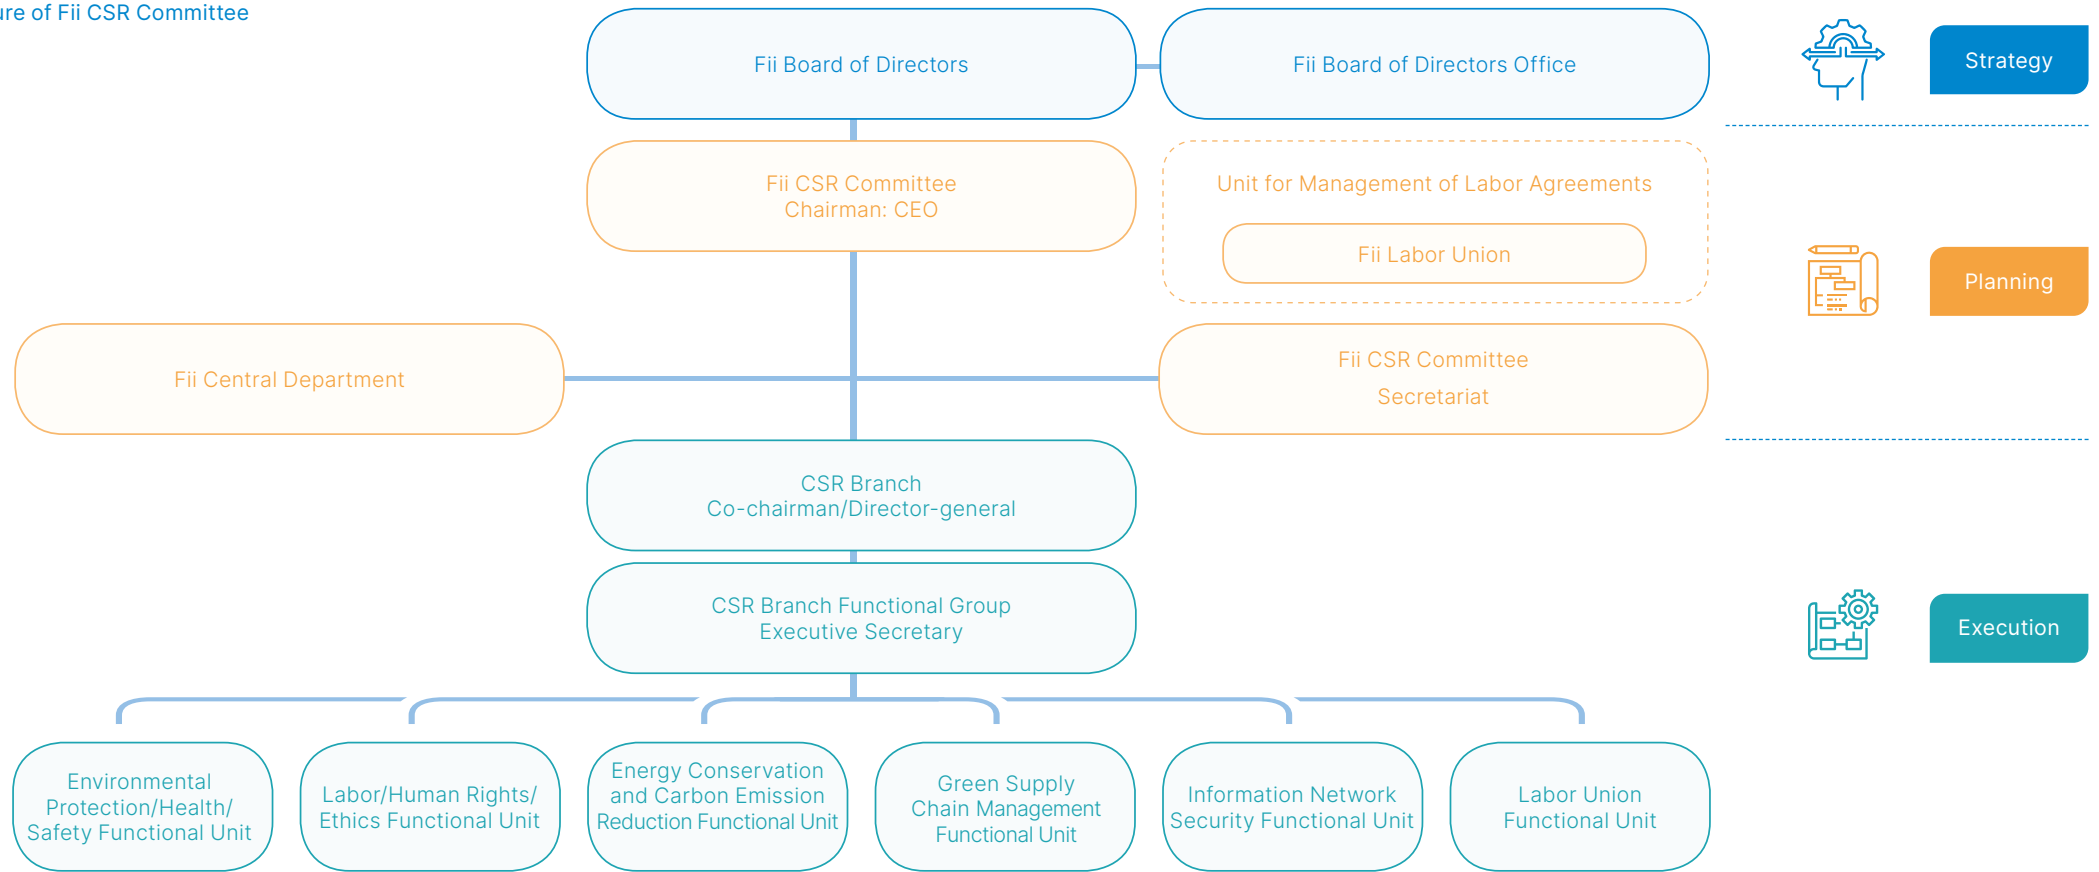 of Fii CSR Committee
Fii Board of Directors
Fii Board of Directors Office
Strategy
Fii CSR Committee
Chairman: CEO
Unit for Management of Labor Agreements
Fii Labor Union
Planning
Fii Central Department
Fii CSR Committee
Secretariat
CSR Branch
Co-chairman/Director-general
CSR Branch Functional Group
Executive Secretary
Execution
Environmental
Protection/Health/
Safety Functional Unit
Labor/Human Rights/
Ethics Functional Unit
Energy Conservation
and Carbon Emission
Reduction Functional Unit
Green Supply
Chain Management
Functional Unit
Information Network
Security Functional Unit
Labor Union
Functional Unit